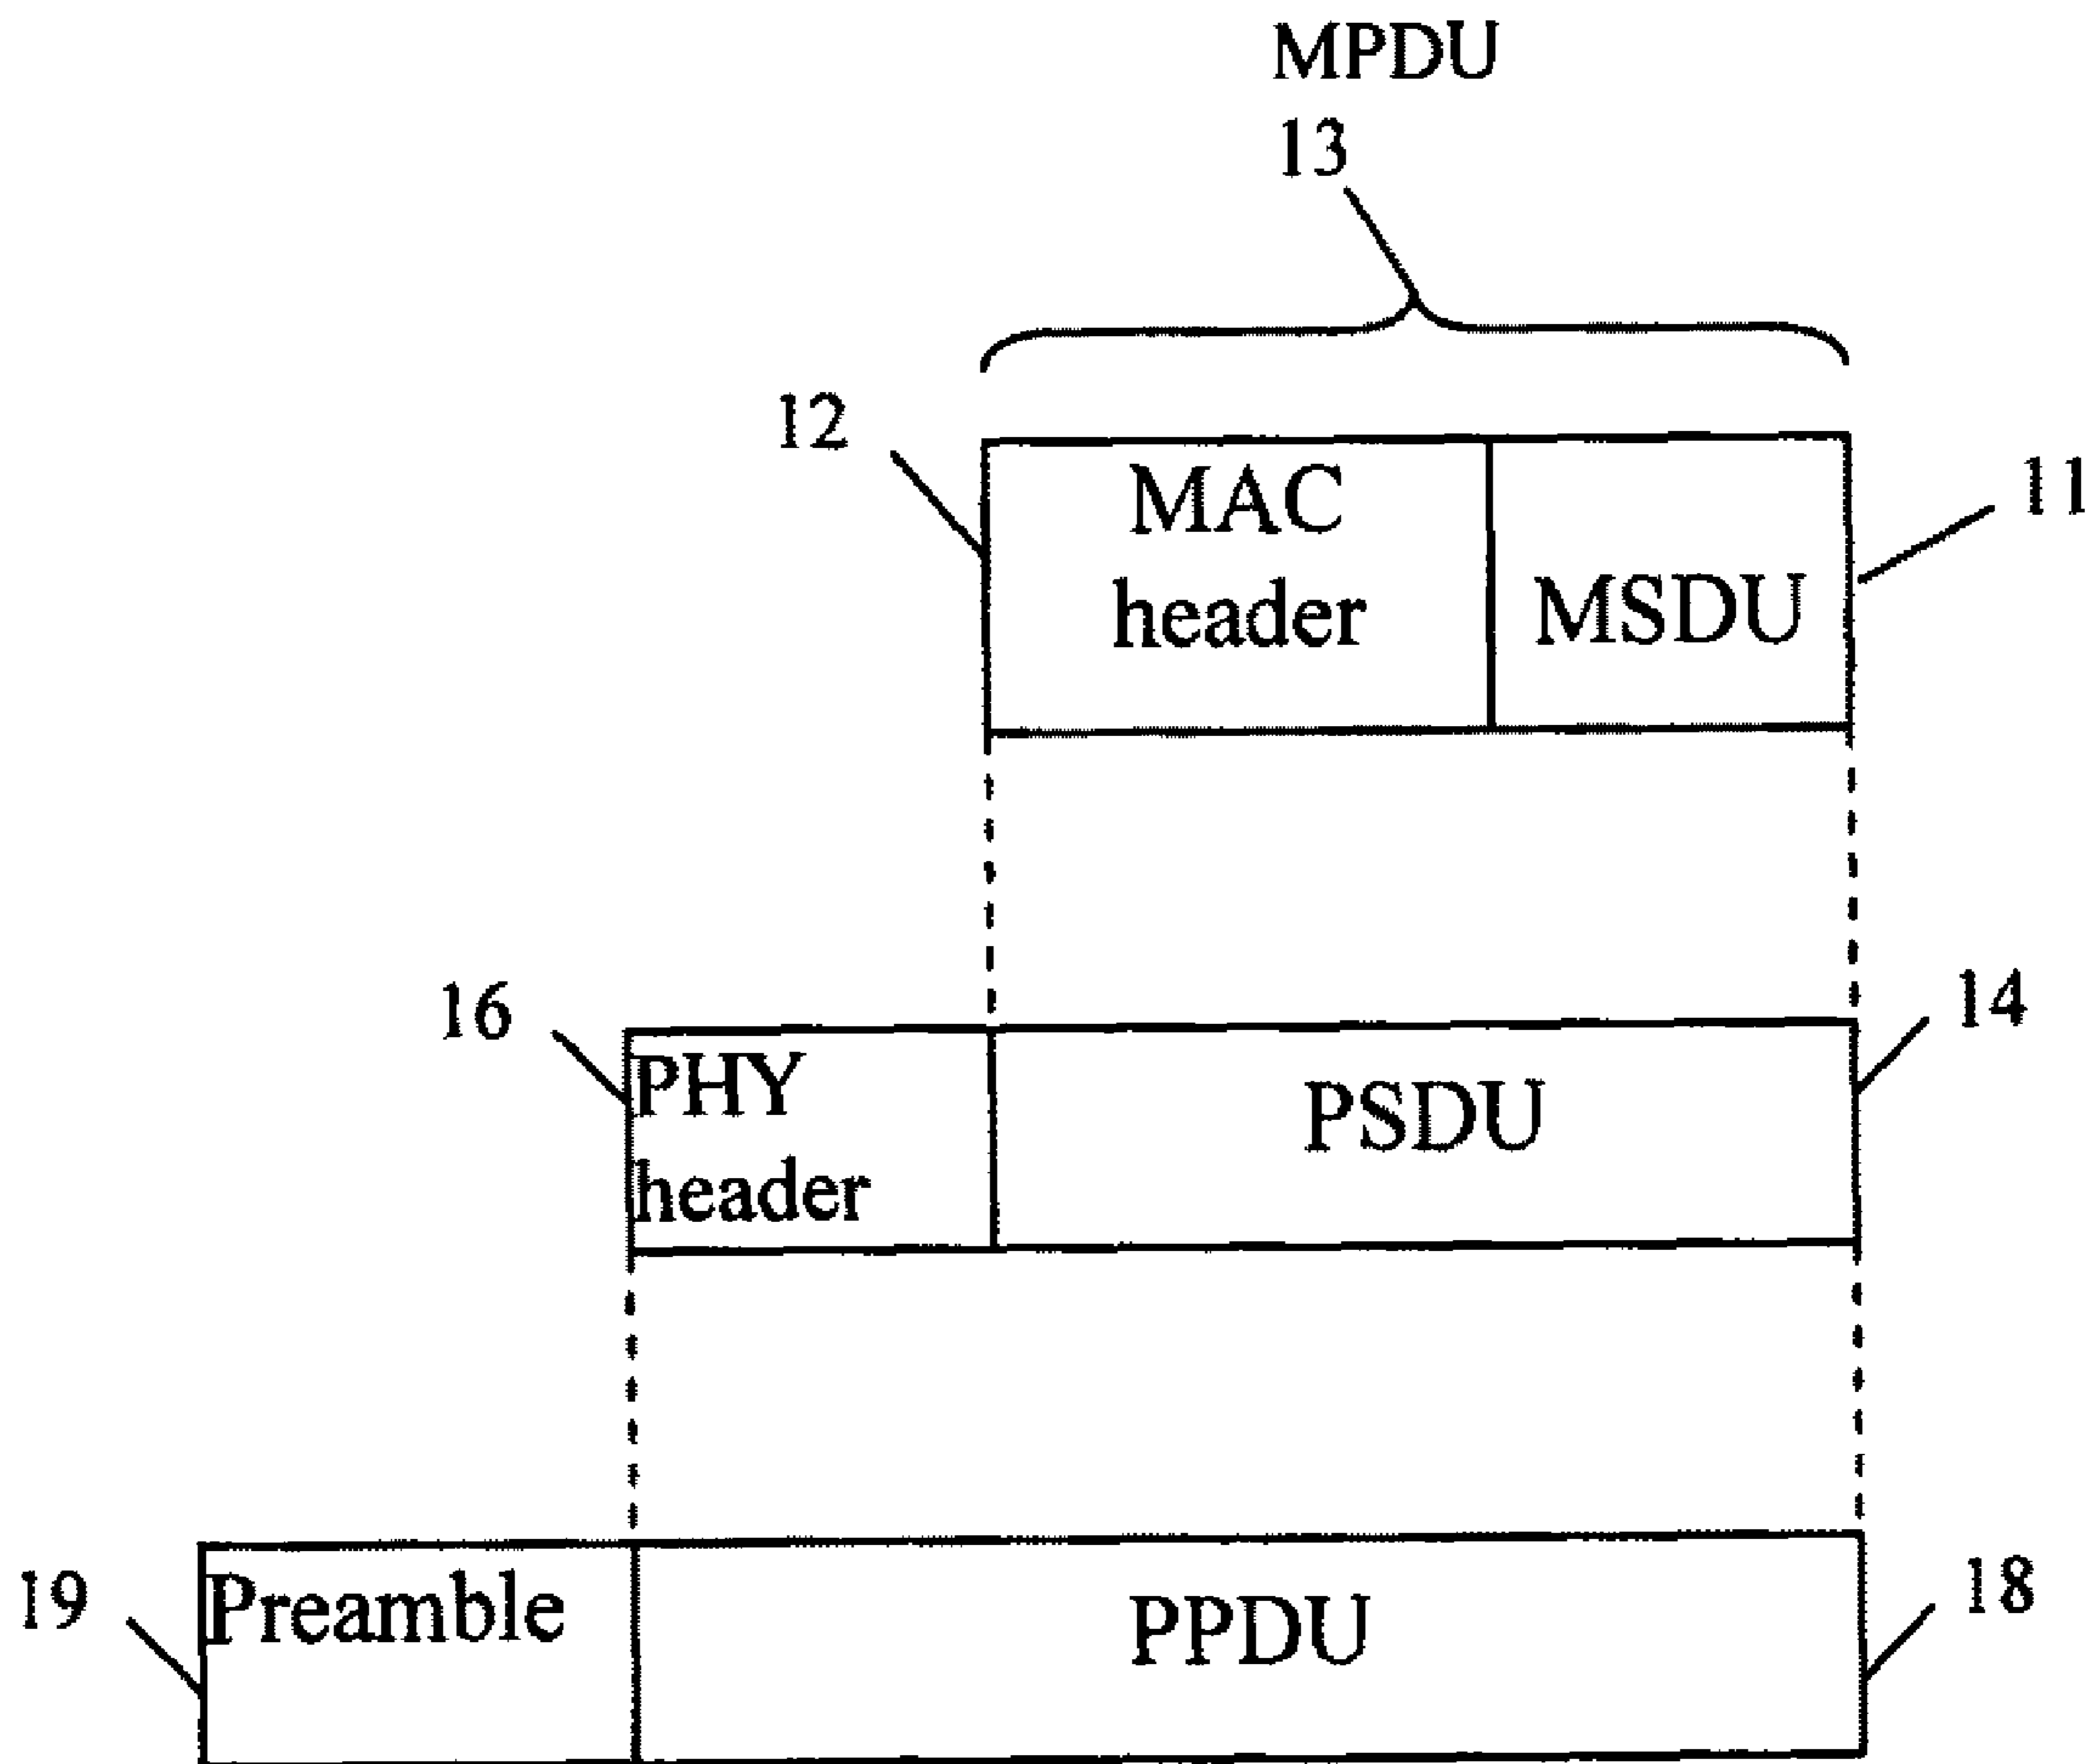 MPDU
13
12
MAC
header
MSDU
11
16
PHY
header
PSDU
14
19
Preamble
PPDU
18